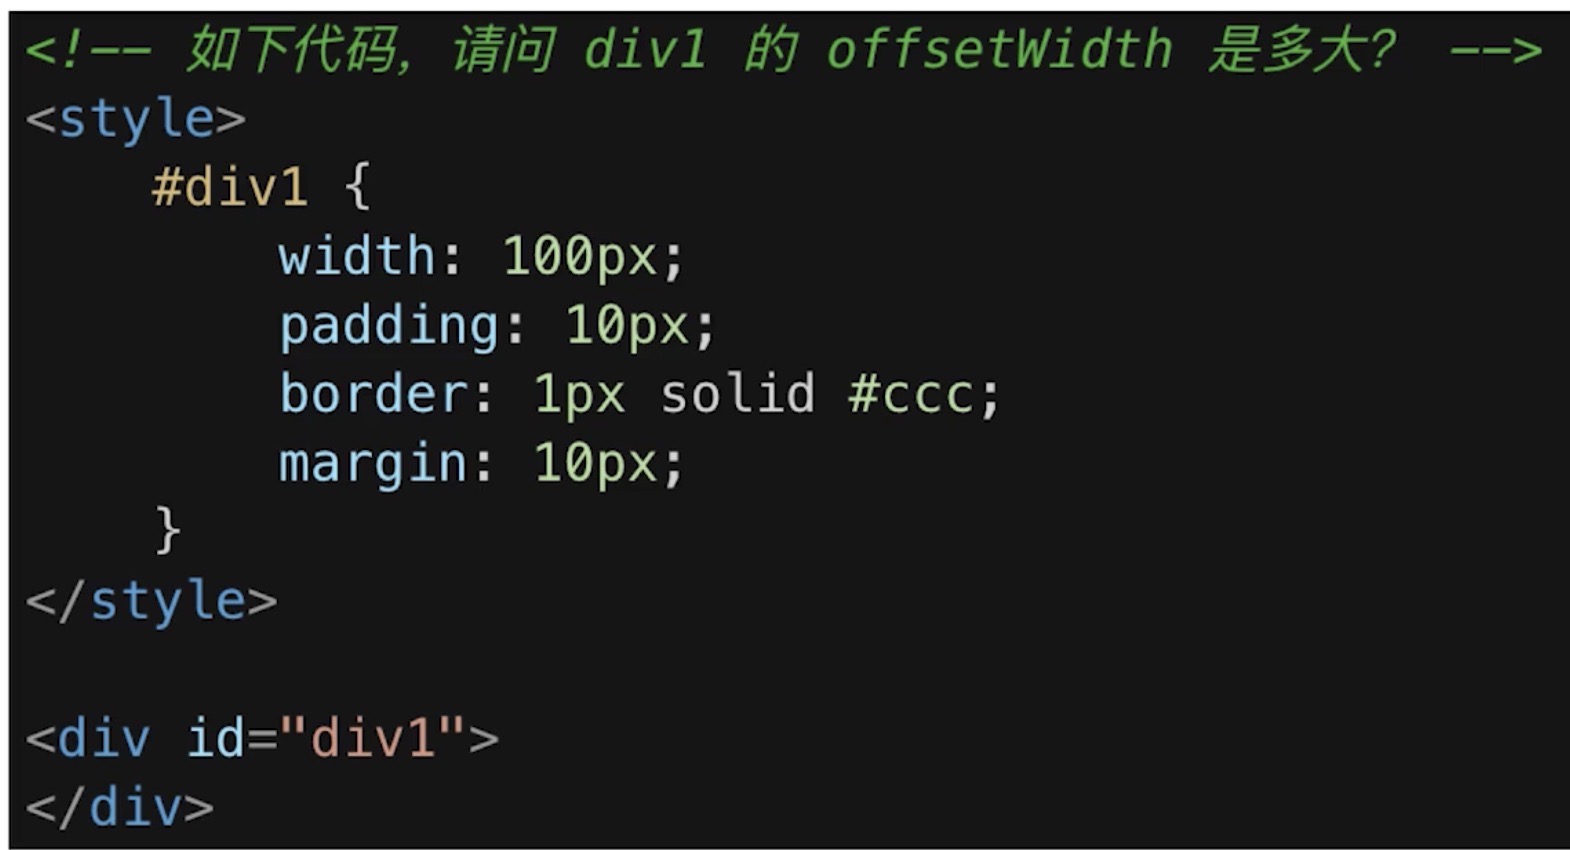 <!-- 如下代码，请问 div1 的 offsetWidth 是多大？ -->
<style>
    #div1 {
        width: 100px;
        padding: 10px;
        border: 1px solid #ccc;
        margin: 10px;
    }
</style>

<div id="div1">
</div>